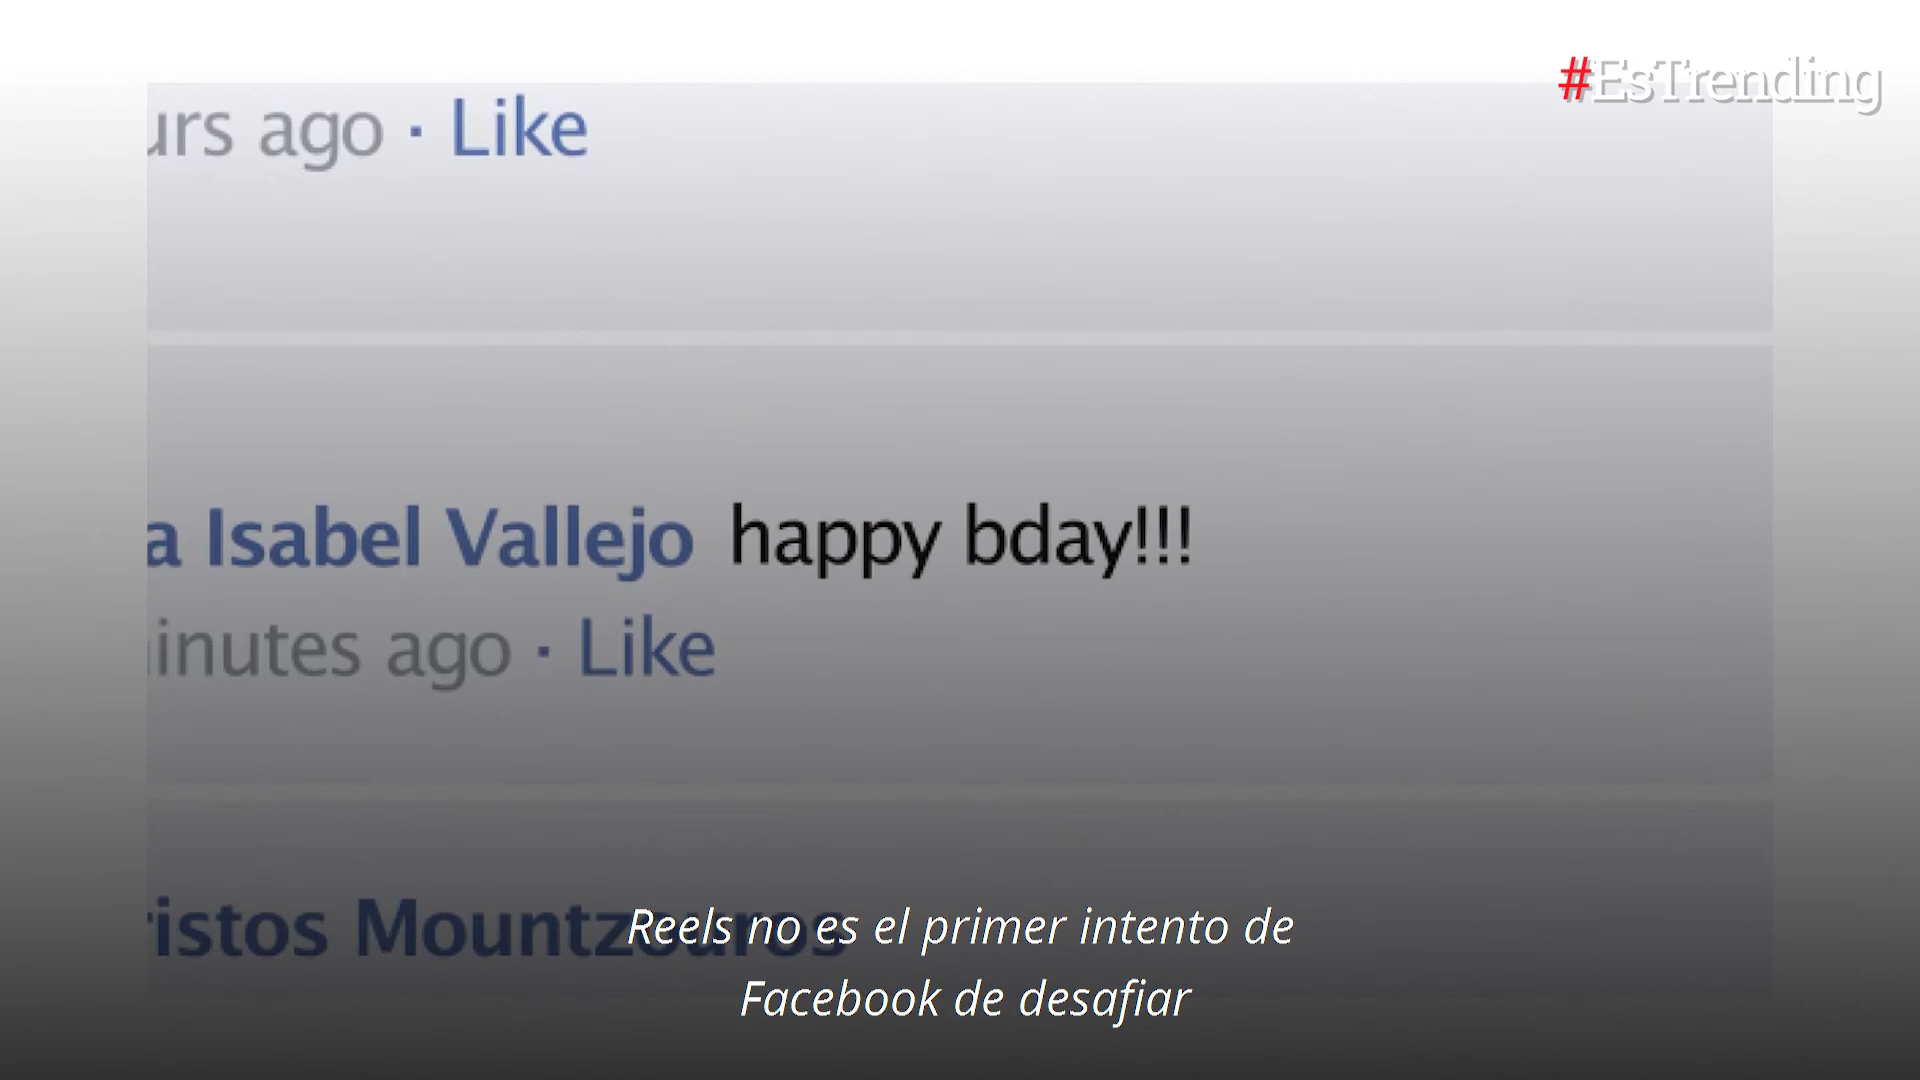 #EsTrending
urs ago · Like
a Isabel Vallejo happy bday!!!
inutes ago · Like
ristos Mountzouros
Reels no es el primer intento de
Facebook de desafiar